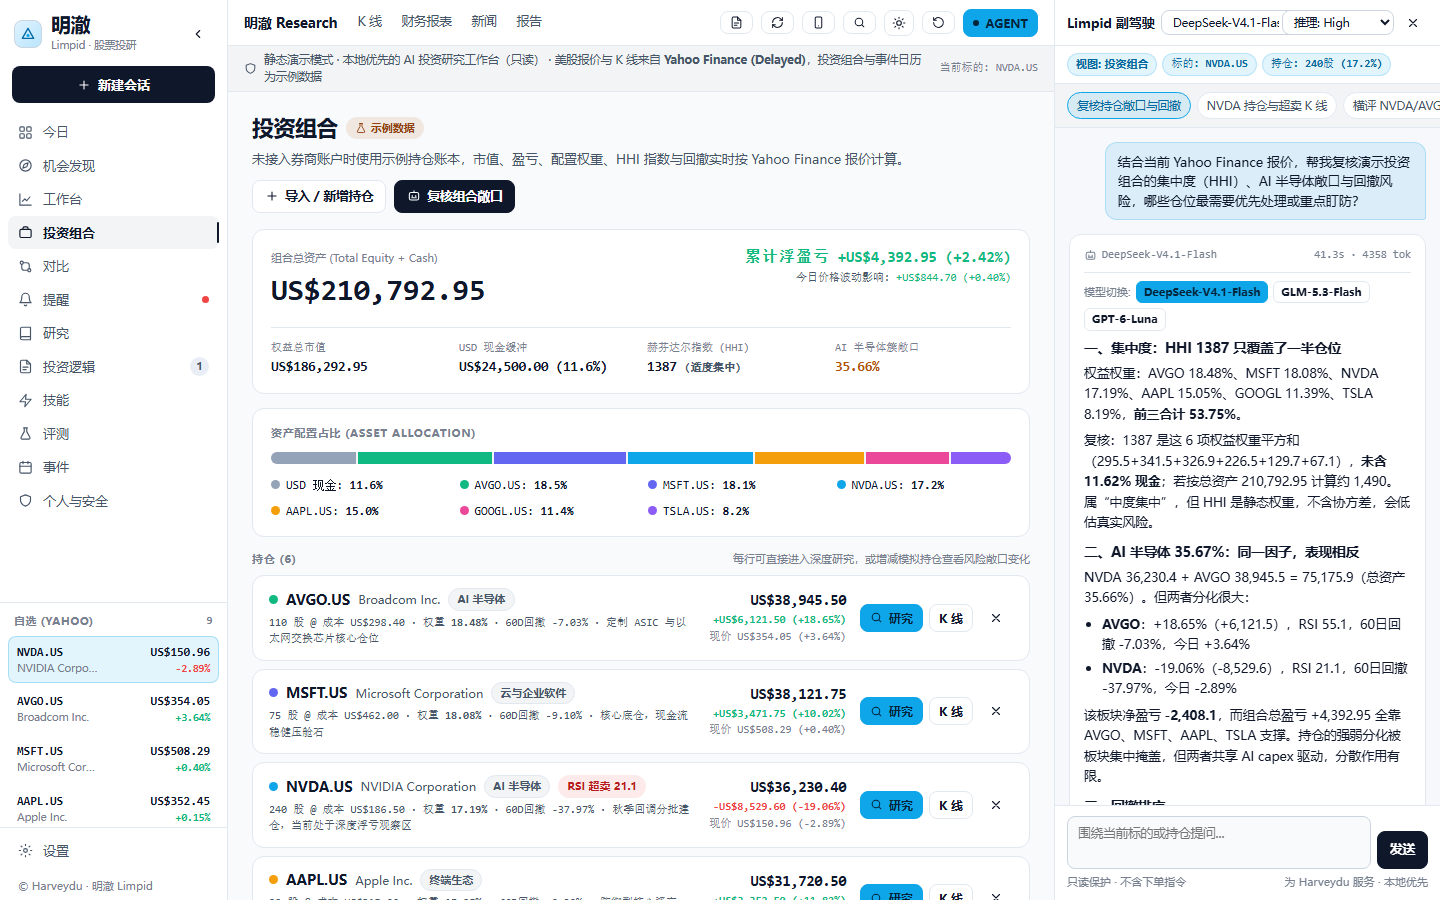 明澈
Limpid · 股票投研
＋ 新建会话
今日
机会发现
工作台
投资组合
对比
提醒
研究
投资逻辑 1
技能
评测
事件
个人与安全
自选 (YAHOO) 9
NVDA.US US$150.96
NVIDIA Corpo... -2.89%
AVGO.US US$354.05
Broadcom Inc. +3.64%
MSFT.US US$508.29
Microsoft Cor... +0.40%
AAPL.US US$352.45
Apple Inc. +0.15%
设置
© Harveydu · 明澈 Limpid
明澈 Research K 线 财务报表 新闻 报告 AGENT
静态演示模式 · 本地优先的 AI 投资研究工作台（只读） · 美股报价与 K 线来自 Yahoo Finance (Delayed)，投资组合与事件日历
为示例数据
当前标的: NVDA.US
投资组合 示例数据
未接入券商账户时使用示例持仓账本，市值、盈亏、配置权重、HHI 指数与回撤实时按 Yahoo Finance 报价计算。
＋ 导入 / 新增持仓 复核组合敞口
组合总资产 (Total Equity + Cash)
US$210,792.95
累计浮盈亏 +US$4,392.95 (+2.42%)
今日价格波动影响: +US$844.70 (+0.40%)
权益总市值 USD 现金缓冲 赫芬达尔指数 (HHI) AI 半导体簇敞口
US$186,292.95 US$24,500.00 (11.6%) 1387 (适度集中) 35.66%
资产配置占比 (ASSET ALLOCATION)
USD 现金: 11.6% AVGO.US: 18.5% MSFT.US: 18.1% NVDA.US: 17.2%
AAPL.US: 15.0% GOOGL.US: 11.4% TSLA.US: 8.2%
持仓 (6) 每行可直接进入深度研究，或增减模拟持仓查看风险敞口变化
AVGO.US Broadcom Inc. AI 半导体
110 股 @ 成本 US$298.40 · 权重 18.48% · 60D回撤 -7.03% · 定制 ASIC 与以
太网交换芯片核心仓位
US$38,945.50
+US$6,121.50 (+18.65%)
现价 US$354.05 (+3.64%)
研究 K 线
MSFT.US Microsoft Corporation 云与企业软件
75 股 @ 成本 US$462.00 · 权重 18.08% · 60D回撤 -9.10% · 核心底仓，现金流
稳健压舱石
US$38,121.75
+US$3,471.75 (+10.02%)
现价 US$508.29 (+0.40%)
研究 K 线
NVDA.US NVIDIA Corporation AI 半导体 RSI 超卖 21.1
240 股 @ 成本 US$186.50 · 权重 17.19% · 60D回撤 -37.97% · 秋季回调分批建
仓，当前处于深度浮亏观察区
US$36,230.40
-US$8,529.60 (-19.06%)
现价 US$150.96 (-2.89%)
研究 K 线
AAPL.US Apple Inc. 终端生态
US$31,720.50
研究 K 线
Limpid 副驾驶 DeepSeek-V4.1-Flas 推理: High
视图: 投资组合 标的: NVDA.US 持仓: 240股 (17.2%)
复核持仓敞口与回撤 NVDA 持仓与超卖 K 线 横评 NVDA/AVG
结合当前 Yahoo Finance 报价，帮我复核演示投资
组合的集中度（HHI）、AI 半导体敞口与回撤风
险，哪些仓位最需要优先处理或重点盯防？
DeepSeek-V4.1-Flash 41.3s · 4358 tok
模型切换: DeepSeek-V4.1-Flash GLM-5.3-Flash
GPT-6-Luna
一、集中度：HHI 1387 只覆盖了一半仓位
权益权重：AVGO 18.48%、MSFT 18.08%、NVDA
17.19%、AAPL 15.05%、GOOGL 11.39%、TSLA
8.19%，前三合计 53.75%。
复核：1387 是这 6 项权益权重平方和
（295.5+341.5+326.9+226.5+129.7+67.1），未含
11.62% 现金；若按总资产 210,792.95 计算约 1,490。
属“中度集中”，但 HHI 是静态权重，不含协方差，会低
估真实风险。
二、AI 半导体 35.67%：同一因子，表现相反
NVDA 36,230.4 + AVGO 38,945.5 = 75,175.9（总资产
35.66%）。但两者分化很大：
• AVGO：+18.65%（+6,121.5），RSI 55.1，60日回
撤 -7.03%，今日 +3.64%
• NVDA：-19.06%（-8,529.6），RSI 21.1，60日回撤
-37.97%，今日 -2.89%
该板块净盈亏 -2,408.1，而组合总盈亏 +4,392.95 全靠
AVGO、MSFT、AAPL、TSLA 支撑。持仓的强弱分化被
板块集中掩盖，但两者共享 AI capex 驱动，分散作用有
限。
围绕当前标的或持仓提问...
发送
只读保护 · 不含下单指令 为 Harveydu 服务 · 本地优先